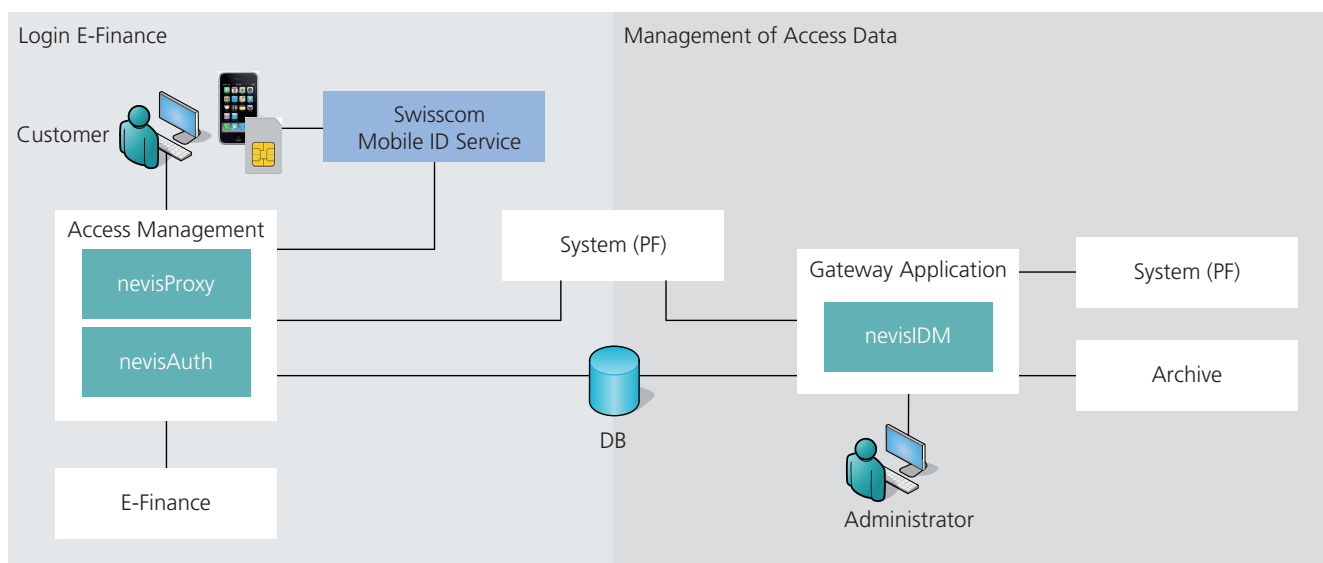 Login E-Finance
Management of Access Data
Customer
Swisscom
Mobile ID Service
Access Management
nevisProxy
nevisAuth
System (PF)
Gateway Application
nevisIDM
System (PF)
Archive
DB
E-Finance
Administrator